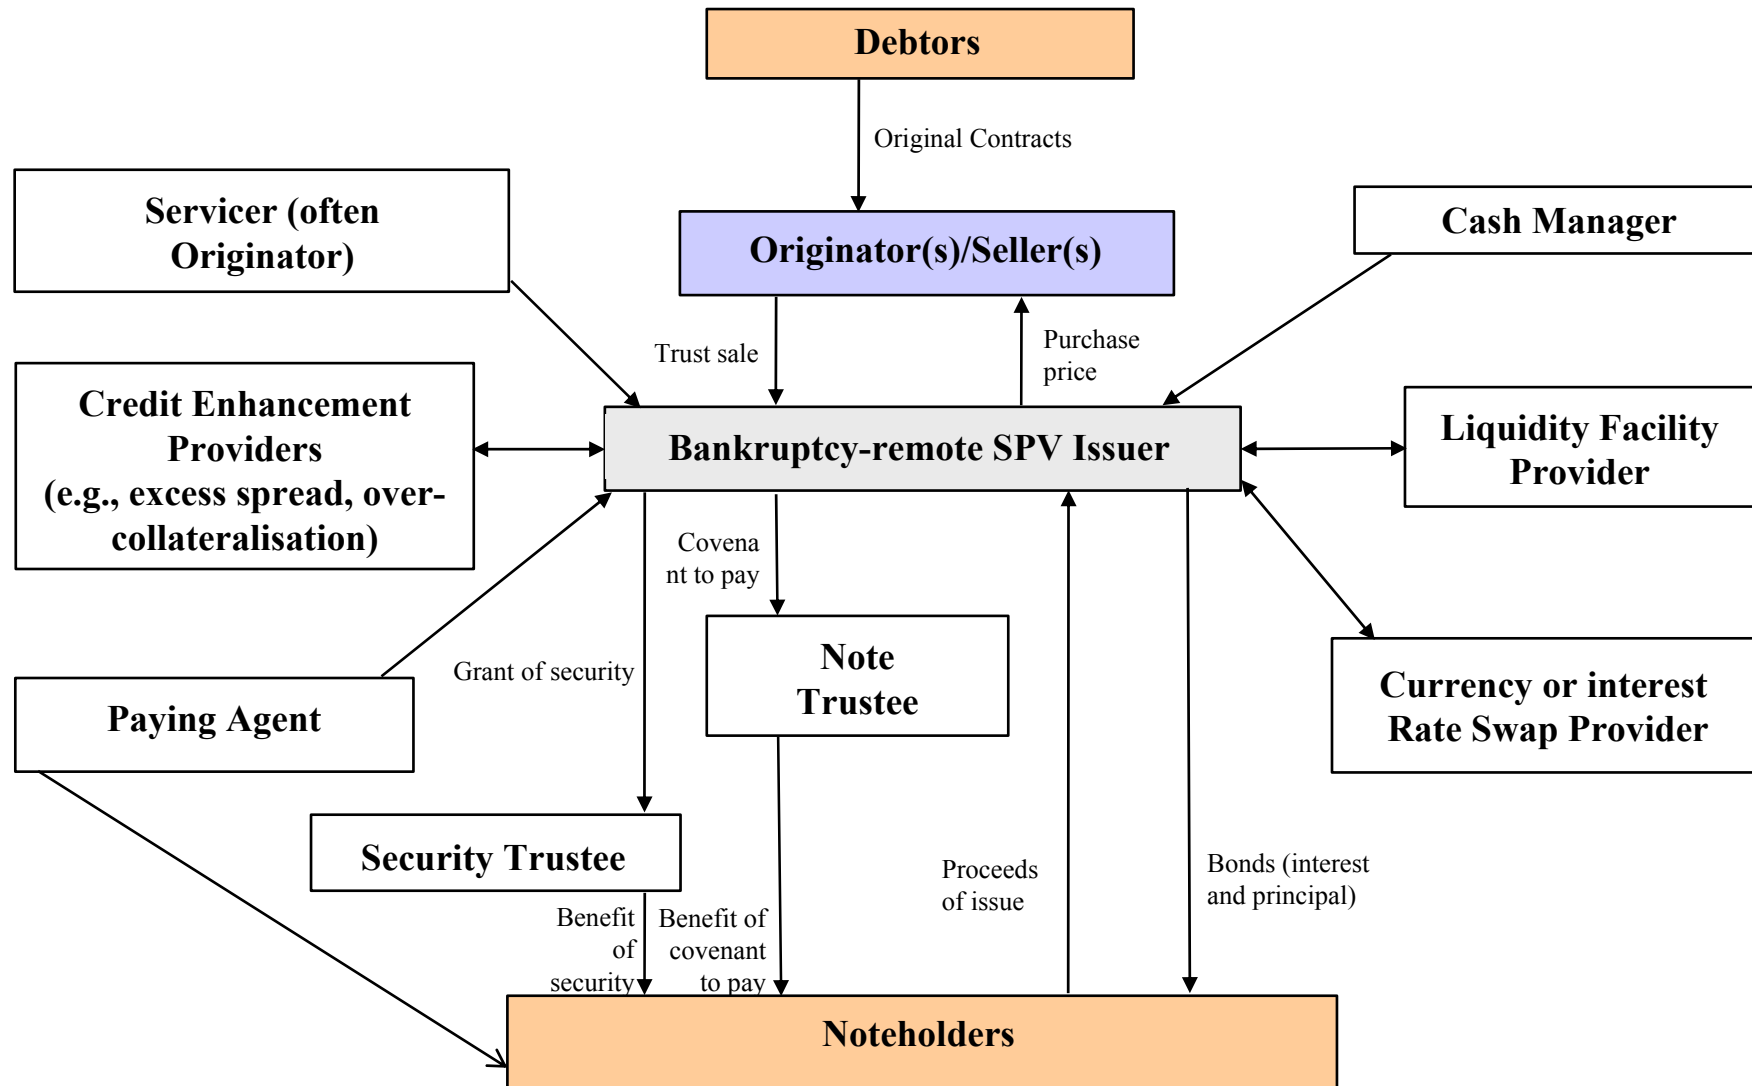 Debtors
Original Contracts
Servicer (often
Originator)
Originator(s)/Seller(s)
Cash Manager
Trust sale
Purchase
price
Credit Enhancement
Providers
(e.g., excess spread, over-
collateralisation)
Bankruptcy-remote SPV Issuer
Liquidity Facility
Provider
Covena
nt to pay
Grant of security
Note
Trustee
Paying Agent
Currency or interest
Rate Swap Provider
Security Trustee
Proceeds
of issue
Bonds (interest
and principal)
Benefit
of
security
Benefit of
covenant
to pay
Noteholders